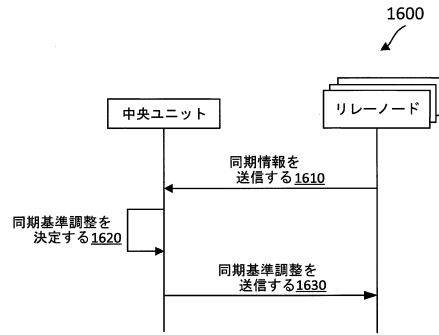 1600
中央ユニット
リレーノード
同期情報を
送信する1610
同期基準調整を
決定する1620
同期基準調整を
送信する1630